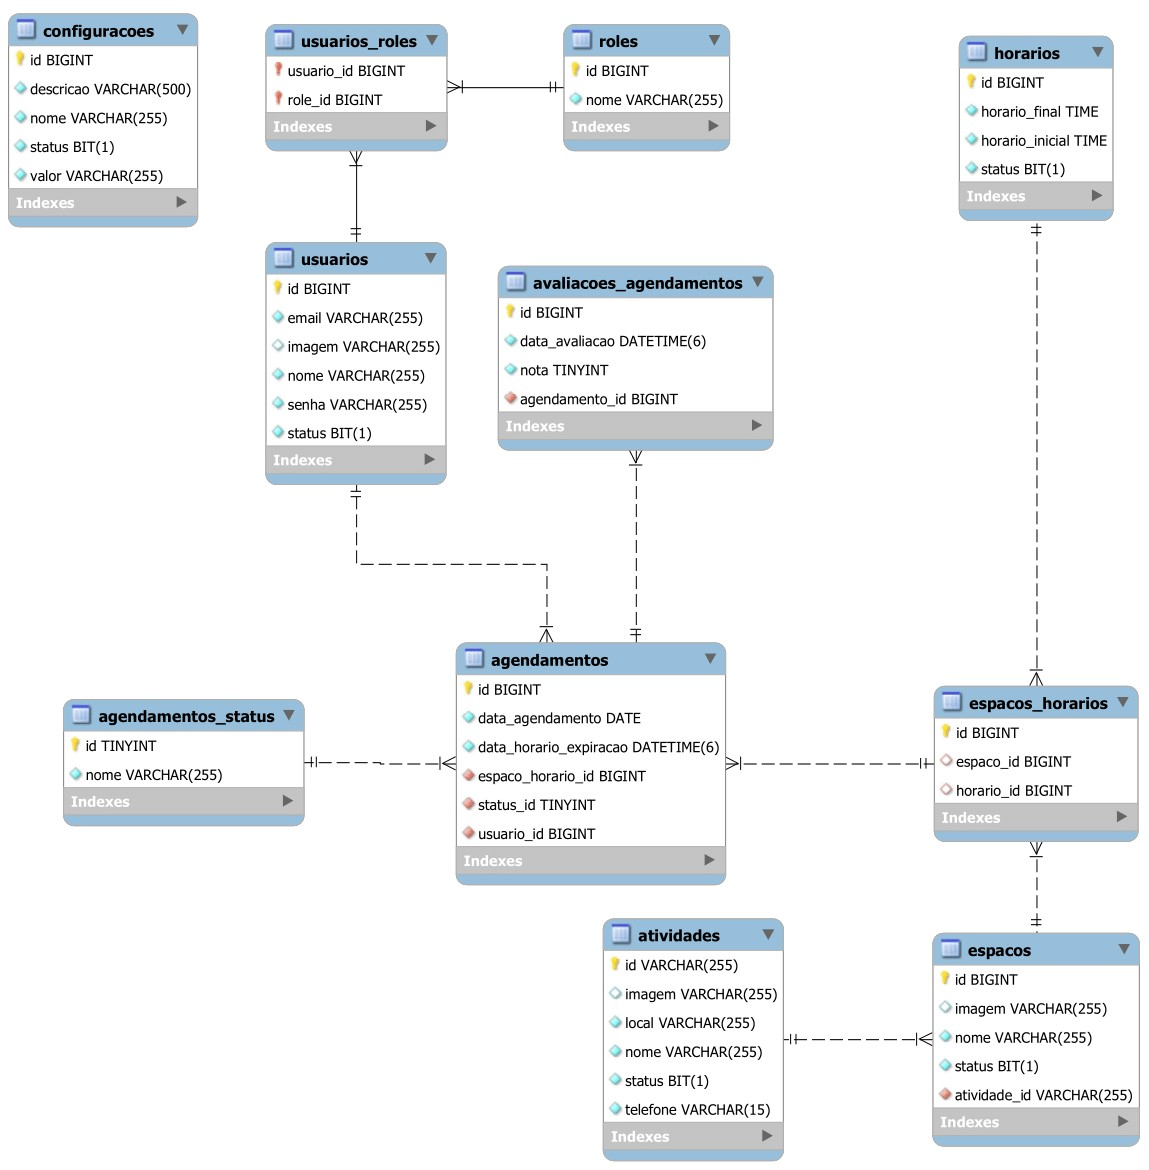 configuracoes
id BIGINT
descricao VARCHAR(500)
nome VARCHAR(255)
status BIT(1)
valor VARCHAR(255)
Indexes
usuarios_roles
usuario_id BIGINT
role_id BIGINT
Indexes
roles
id BIGINT
nome VARCHAR(255)
Indexes
horarios
id BIGINT
horario_final TIME
horario_inicial TIME
status BIT(1)
Indexes
usuarios
id BIGINT
email VARCHAR(255)
imagem VARCHAR(255)
nome VARCHAR(255)
senha VARCHAR(255)
status BIT(1)
Indexes
avaliacoes_agendamentos
id BIGINT
data_avaliacao DATETIME(6)
nota TINYINT
agendamento_id BIGINT
Indexes
agendamentos_status
id TINYINT
nome VARCHAR(255)
Indexes
agendamentos
id BIGINT
data_agendamento DATE
data_horario_expiracao DATETIME(6)
espaco_horario_id BIGINT
status_id TINYINT
usuario_id BIGINT
Indexes
espacos_horarios
id BIGINT
espaco_id BIGINT
horario_id BIGINT
Indexes
atividades
id VARCHAR(255)
imagem VARCHAR(255)
local VARCHAR(255)
nome VARCHAR(255)
status BIT(1)
telefone VARCHAR(15)
Indexes
espacos
id BIGINT
imagem VARCHAR(255)
nome VARCHAR(255)
status BIT(1)
atividade_id VARCHAR(255)
Indexes